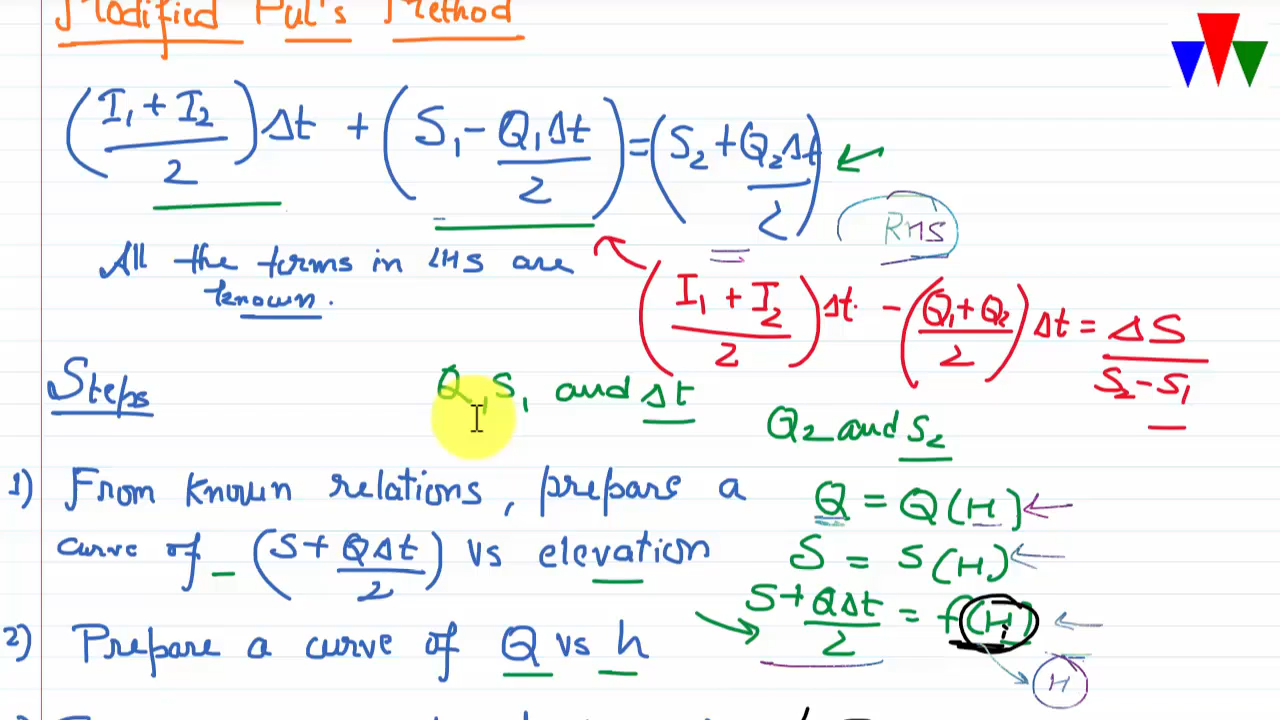 Modified Pul's Method
(I₁ + I₂ / 2) Δt + (S₁ - Q₁Δt / 2) = (S₂ + Q₂Δt / 2)
RHS
All the terms in LHS are
known.
(I₁ + I₂ / 2) Δt - (Q₁ + Q₂ / 2) Δt = ΔS
S₂ - S₁
Steps
Q₁, S₁ and Δt
Q₂ and S₂
1) From known relations, prepare a
curve of (S + QΔt / 2) vs elevation
Q = Q(H)
S = S(H)
S + QΔt / 2 = f(H)
H
2) Prepare a curve of Q vs h